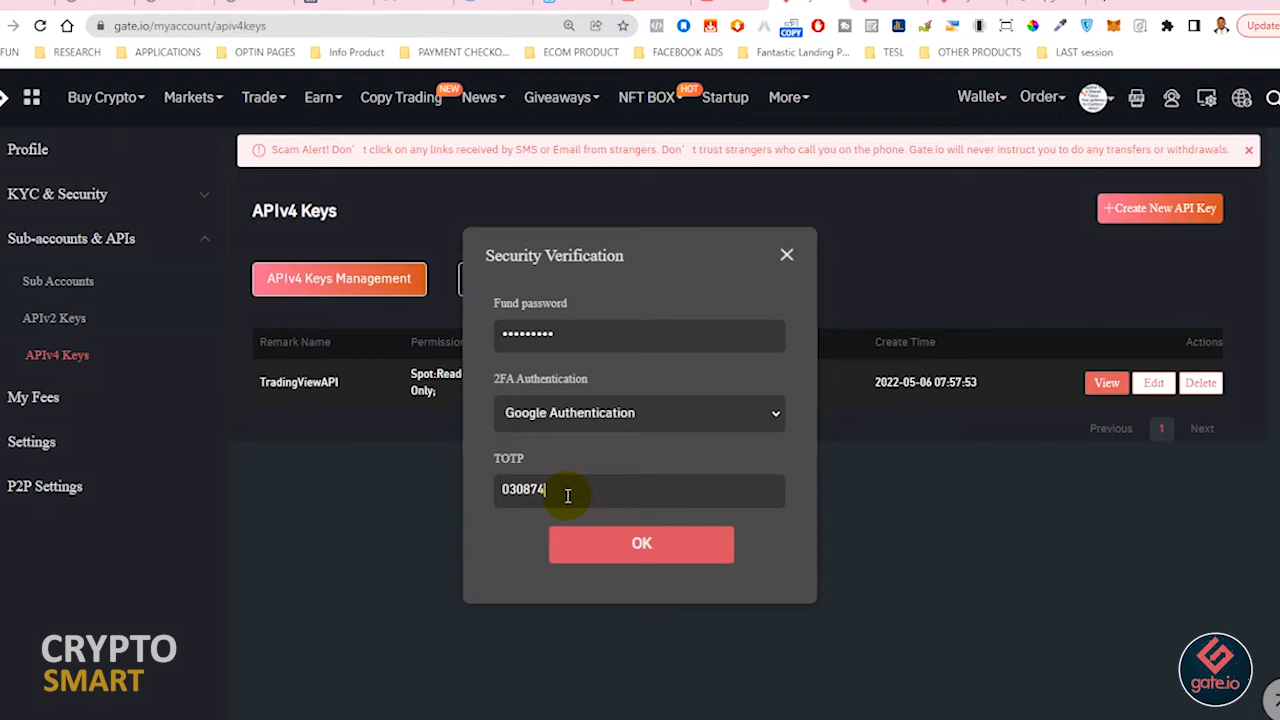 gate.io/myaccount/apiv4keys
COPY
Update
FUN RESEARCH APPLICATIONS OPTIN PAGES Info Product PAYMENT CHECKO... ECOM PRODUCT FACEBOOK ADS Fantastic Landing P... TESL OTHER PRODUCTS LAST session
Buy Crypto Markets Trade Earn Copy Trading NEW News Giveaways NFT BOX HOT Startup More Wallet Order APP
Profile
Scam Alert! Don't click on any links received by SMS or Email from strangers. Don't trust strangers who call you on the phone. Gate.io will never instruct you to do any transfers or withdrawals.
KYC & Security
APIv4 Keys
+Create New API Key
Sub-accounts & APIs
Sub Accounts
APIv2 Keys
APIv4 Keys
My Fees
Settings
P2P Settings
APIv4 Keys Management
Remark Name Permission Create Time Actions
TradingViewAPI Spot:Read 2022-05-06 07:57:53 View Edit Delete
Only;
Previous 1 Next
Security Verification
Fund password
•••••••••
2FA Authentication
Google Authentication
TOTP
030874
OK
CRYPTO
SMART
gate.io